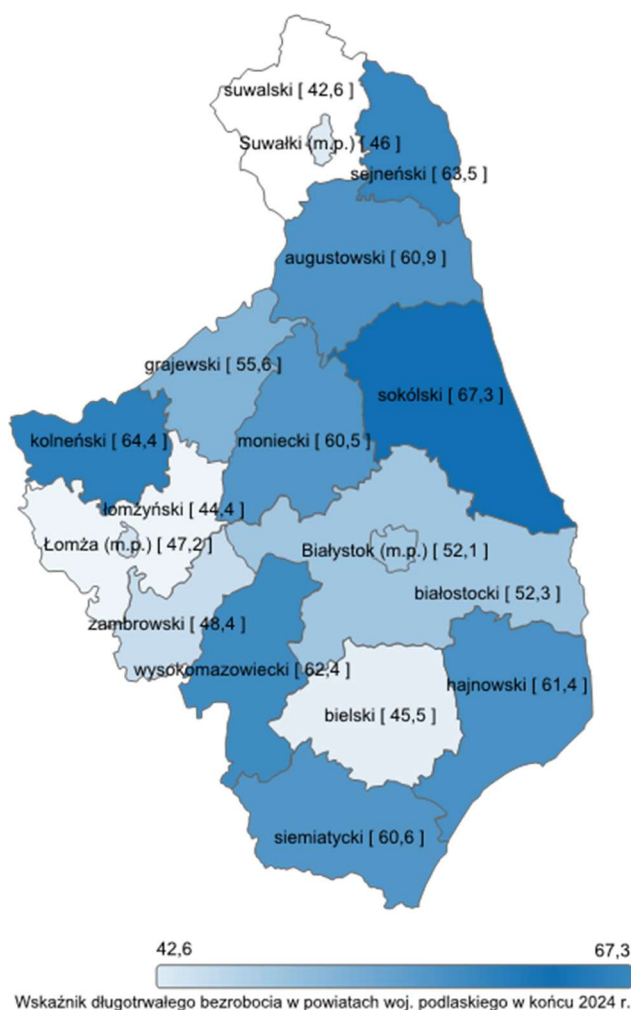 suwalski [ 42,6 ]
Suwałki (m.p.) [ 46 ]
sejneński [ 63,5 ]
augustowski [ 60,9 ]
grajewski [ 55,6 ]
sokólski [ 67,3 ]
kolneński [ 64,4 ]
moniecki [ 60,5 ]
łomżyński [ 44,4 ]
Łomża (m.p.) [ 47,2 ]
Białystok (m.p.) [ 52,1 ]
białostocki [ 52,3 ]
zambrowski [ 48,4 ]
wysokomazowiecki [ 62,4 ]
hajnowski [ 61,4 ]
bielski [ 45,5 ]
siemiatycki [ 60,6 ]
42,6 67,3
Wskaźnik długotrwałego bezrobocia w powiatach woj. podlaskiego w końcu 2024 r.